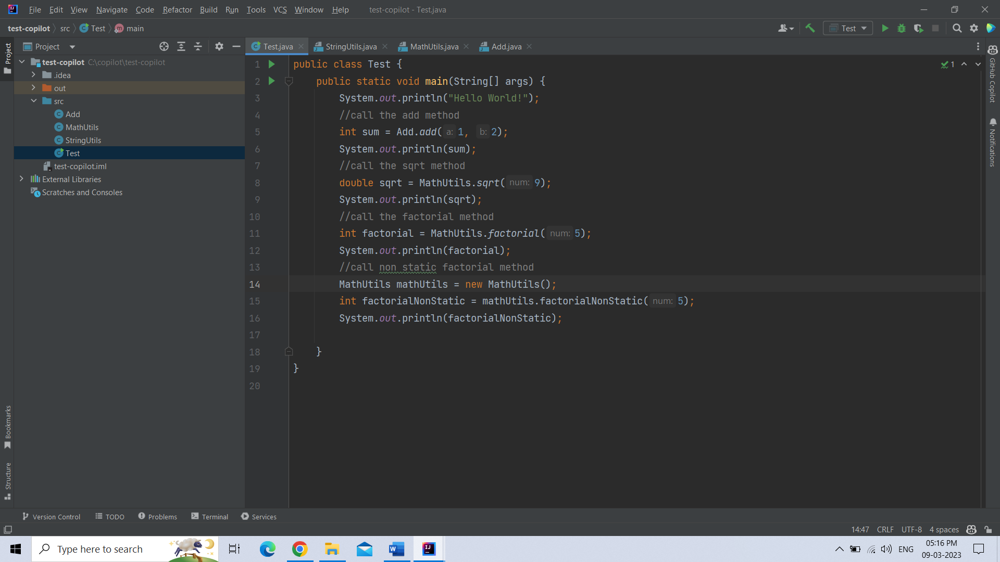 File Edit View Navigate Code Refactor Build Run Tools VCS Window Help test-copilot - Test.java
test-copilot src Test main
Test
Project
Test.java StringUtils.java MathUtils.java Add.java
Project
test-copilot C:\copilot\test-copilot
.idea
out
src
Add
MathUtils
StringUtils
Test
test-copilot.iml
External Libraries
Scratches and Consoles
1 public class Test {
2 public static void main(String[] args) {
3 System.out.println("Hello World!");
4 //call the add method
5 int sum = Add.add( a: 1, b: 2);
6 System.out.println(sum);
7 //call the sqrt method
8 double sqrt = MathUtils.sqrt( num: 9);
9 System.out.println(sqrt);
10 //call the factorial method
11 int factorial = MathUtils.factorial( num: 5);
12 System.out.println(factorial);
13 //call non static factorial method
14 MathUtils mathUtils = new MathUtils();
15 int factorialNonStatic = mathUtils.factorialNonStatic( num: 5);
16 System.out.println(factorialNonStatic);
17
18 }
19 }
20
1
GitHub Copilot
Notifications
Bookmarks
Structure
Version Control TODO Problems Terminal Services
14:47 CRLF UTF-8 4 spaces
Type here to search
W
IJ
ENG
05:16 PM
09-03-2023